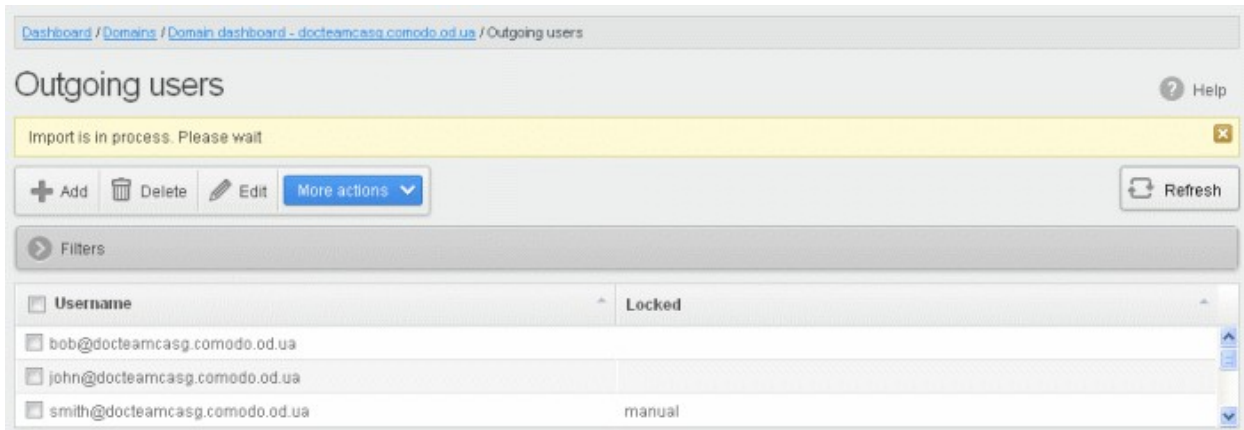 Dashboard / Domains / Domain dashboard - docteamcasg.comodo.od.ua / Outgoing users
Outgoing users
Help
Import is in process. Please wait
Add Delete Edit More actions Refresh
Filters
Username Locked
bob@docteamcasg.comodo.od.ua
john@docteamcasg.comodo.od.ua
smith@docteamcasg.comodo.od.ua manual